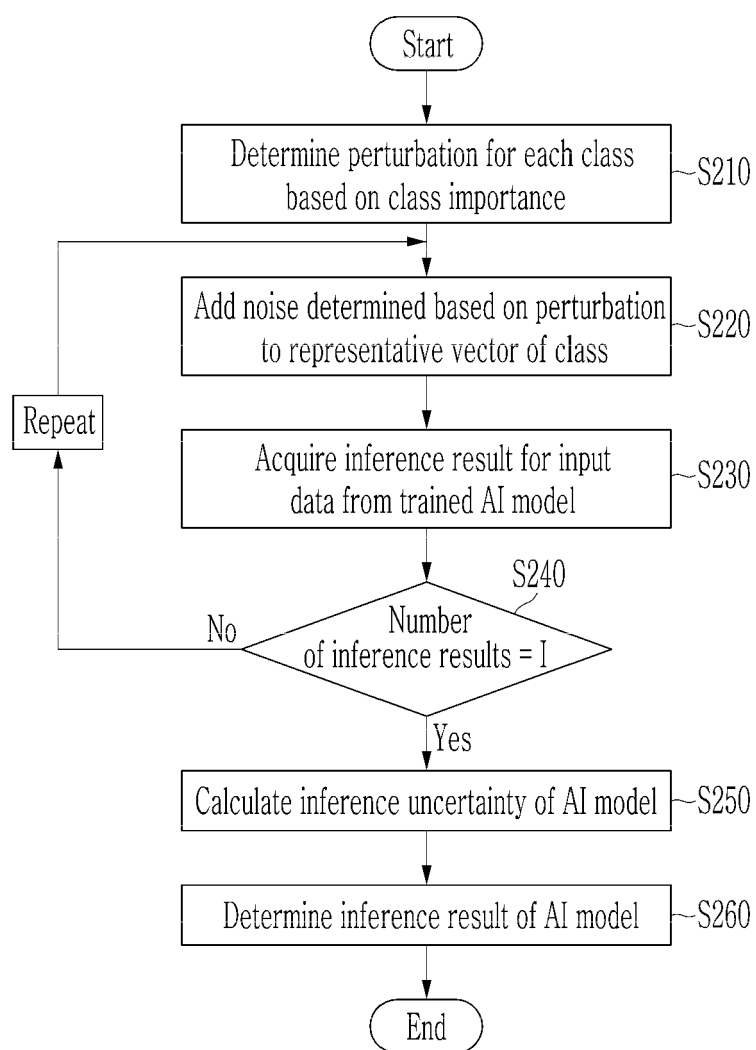 Start
Determine perturbation for each class
based on class importance
S210
Add noise determined based on perturbation
to representative vector of class
S220
Repeat
Acquire inference result for input
data from trained AI model
S230
S240
Number
of inference results = I
No
Yes
Calculate inference uncertainty of AI model
S250
Determine inference result of AI model
S260
End